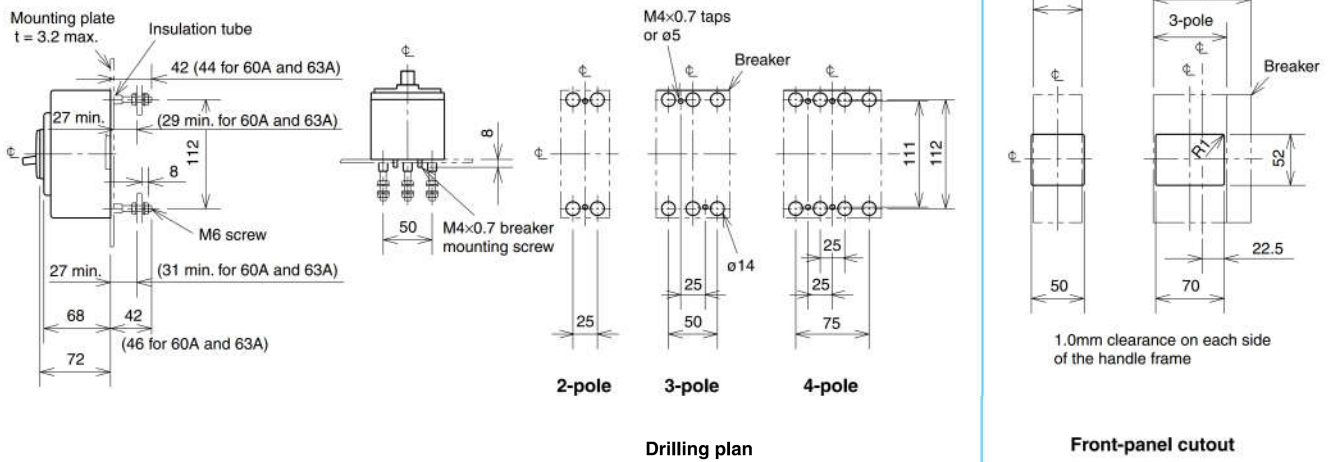 Mounting plate
t = 3.2 max.
Insulation tube
42 (44 for 60A and 63A)
27 min.
(29 min. for 60A and 63A)
112
8
M6 screw
27 min.
(31 min. for 60A and 63A)
68
42
(46 for 60A and 63A)
72
℄
℄
8
50
M4×0.7 breaker
mounting screw
M4×0.7 taps
or ø5
Breaker
℄
℄
℄
℄
111
112
ø14
25
25
50
25
25
75
2-pole
3-pole
4-pole
Drilling plan
3-pole
Breaker
℄
℄
℄
R1
52
22.5
50
70
1.0mm clearance on each side
of the handle frame
Front-panel cutout